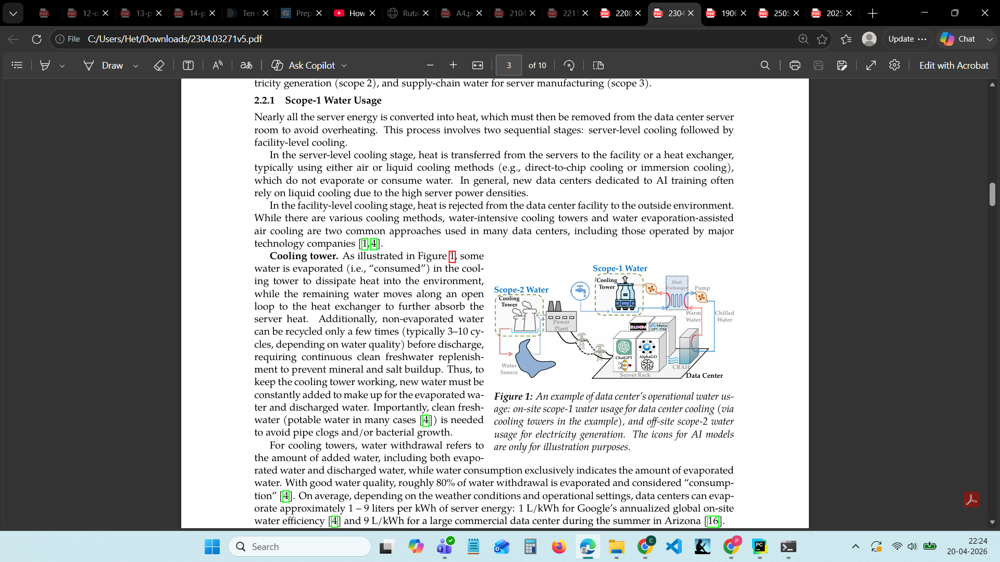 12-o
13-p
14-p
Ten s
Prep
How
Ruta
A4.p
2104
2211
2208
2304
1906
2505
2025
File C:/Users/Het/Downloads/2304.03271v5.pdf
Update
Chat
Draw
aあ
Ask Copilot
3 of 10
Edit with Acrobat
tricity generation (scope 2), and supply-chain water for server manufacturing (scope 3).
2.2.1 Scope-1 Water Usage
Nearly all the server energy is converted into heat, which must then be removed from the data center server
room to avoid overheating. This process involves two sequential stages: server-level cooling followed by
facility-level cooling.
In the server-level cooling stage, heat is transferred from the servers to the facility or a heat exchanger,
typically using either air or liquid cooling methods (e.g., direct-to-chip cooling or immersion cooling),
which do not evaporate or consume water. In general, new data centers dedicated to AI training often
rely on liquid cooling due to the high server power densities.
In the facility-level cooling stage, heat is rejected from the data center facility to the outside environment.
While there are various cooling methods, water-intensive cooling towers and water evaporation-assisted
air cooling are two common approaches used in many data centers, including those operated by major
technology companies [1,4].
Cooling tower. As illustrated in Figure 1, some
water is evaporated (i.e., “consumed”) in the cool-
ing tower to dissipate heat into the environment,
while the remaining water moves along an open
loop to the heat exchanger to further absorb the
server heat. Additionally, non-evaporated water
can be recycled only a few times (typically 3–10 cy-
cles, depending on water quality) before discharge,
requiring continuous clean freshwater replenish-
ment to prevent mineral and salt buildup. Thus, to
keep the cooling tower working, new water must be
constantly added to make up for the evaporated wa-
ter and discharged water. Importantly, clean fresh-
water (potable water in many cases [4]) is needed
to avoid pipe clogs and/or bacterial growth.
For cooling towers, water withdrawal refers to
the amount of added water, including both evapo-
Scope-1 Water
Cooling
Tower
Heat
Exchanger
Pump
Scope-2 Water
Cooling
Tower
Power
Plant
Warm
Water
Chilled
Water
BLOOM
Meta
OPT-175B
ChatGPT
AlphaGO
Water
Source
Server Rack
CRAH
Data Center
Figure 1: An example of data center’s operational water us-
age: on-site scope-1 water usage for data center cooling (via
cooling towers in the example), and off-site scope-2 water
usage for electricity generation. The icons for AI models
are only for illustration purposes.
rated water and discharged water, while water consumption exclusively indicates the amount of evaporated
water. With good water quality, roughly 80% of water withdrawal is evaporated and considered “consump-
tion” [4]. On average, depending on the weather conditions and operational settings, data centers can evap-
orate approximately 1 – 9 liters per kWh of server energy: 1 L/kWh for Google’s annualized global on-site
water efficiency [4] and 9 L/kWh for a large commercial data center during the summer in Arizona [16].
Search
22:24
20-04-2026